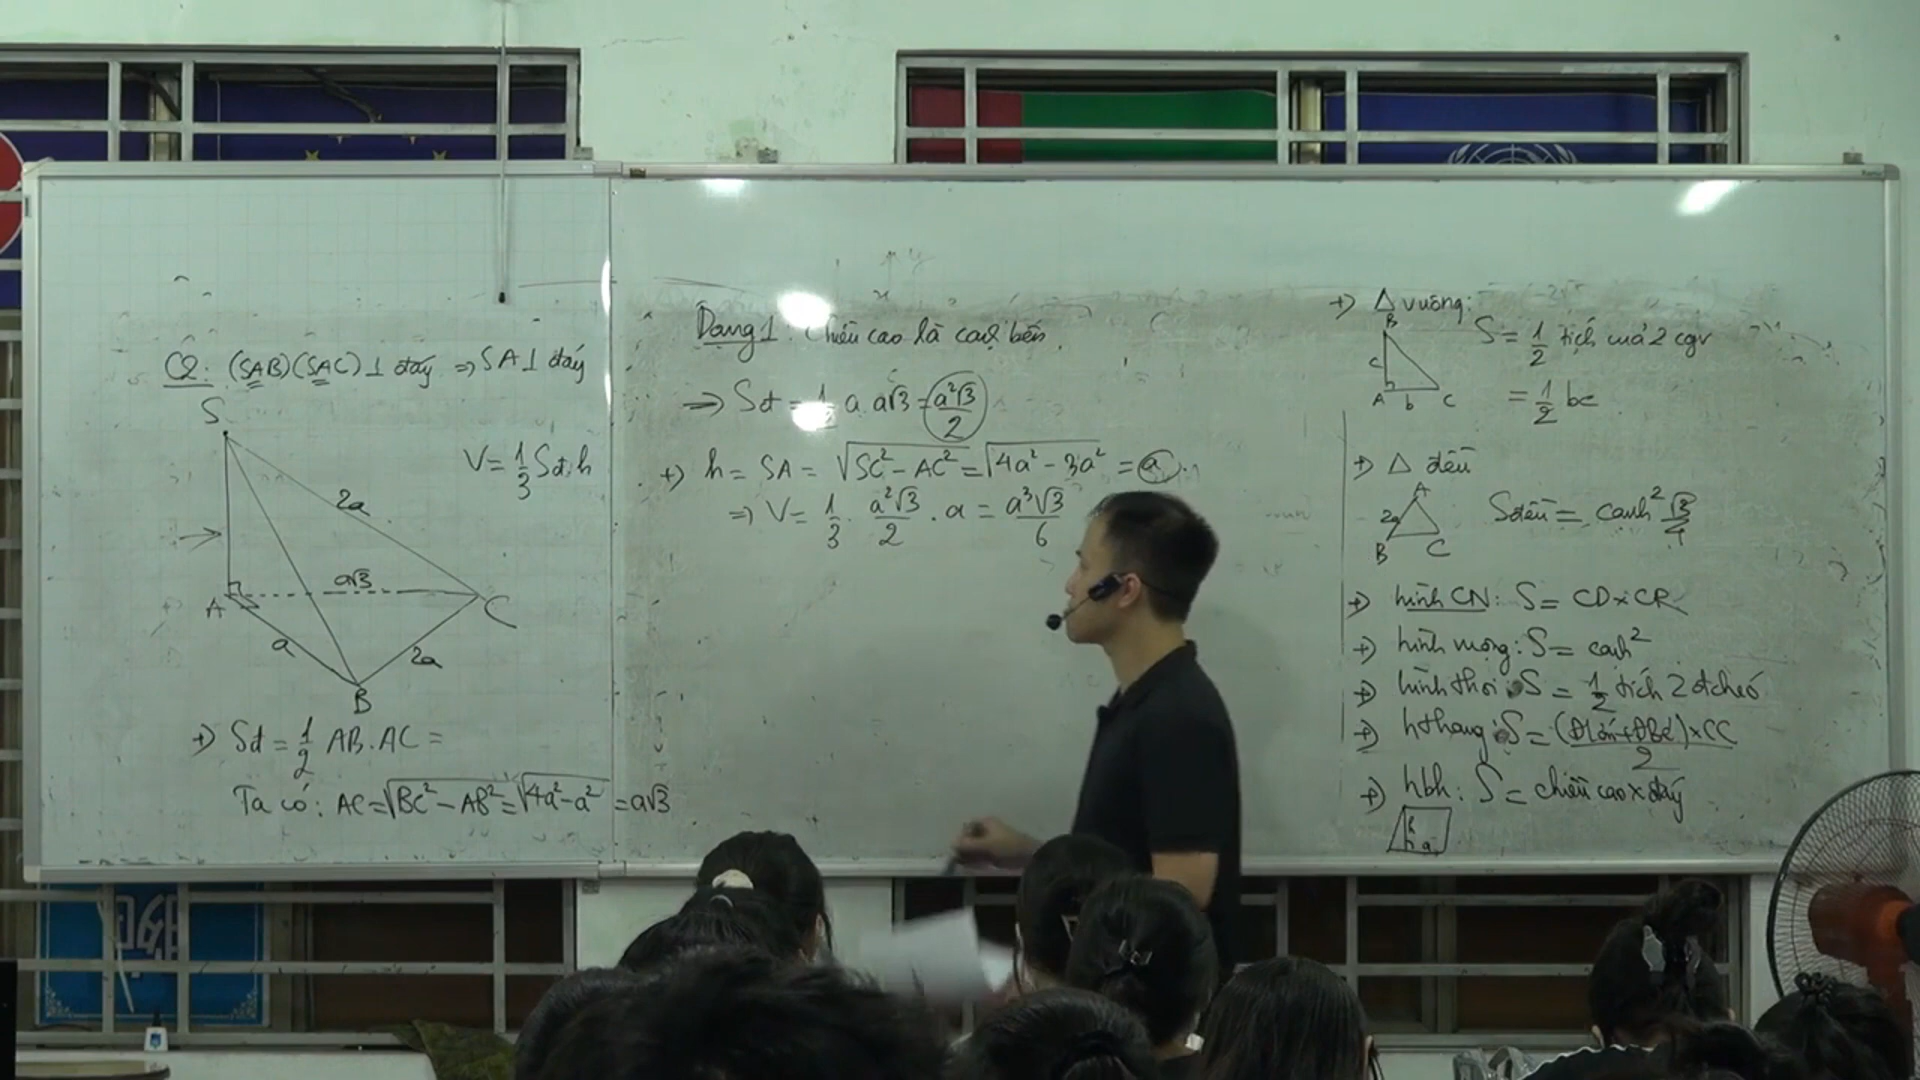 C2: (SAB)(SAC) ⊥ đáy => SA ⊥ đáy
S
V = 1/3 Sđ.h
2a
a√3
A
C
a
2a
B
+) Sđ = 1/2 AB.AC =
Ta có: AC = √(BC² - AB²) = √(4a² - a²) = a√3
Dạng 1: Chiều cao là cạnh bên.
=> Sđ = 1/2 a.a√3 = a²√3/2
+) h = SA = √(SC² - AC²) = √(4a² - 3a²) = a.
=> V = 1/3 . a²√3/2 . a = a³√3/6
+) Δ vuông:
B
S = 1/2 tích của 2 cgv
c
A b C
= 1/2 bc
+) Δ đều
A
2a
Sđều = cạnh² √3/4
B C
+) hình CN: S = CD×CR
+) hình vuông: S = cạnh²
+) hình thoi: S = 1/2 tích 2 đchéo
+) hthang: S = (ĐLớn+ĐBé)×CC/2
+) hbh: S = chiều cao × đáy
h
a